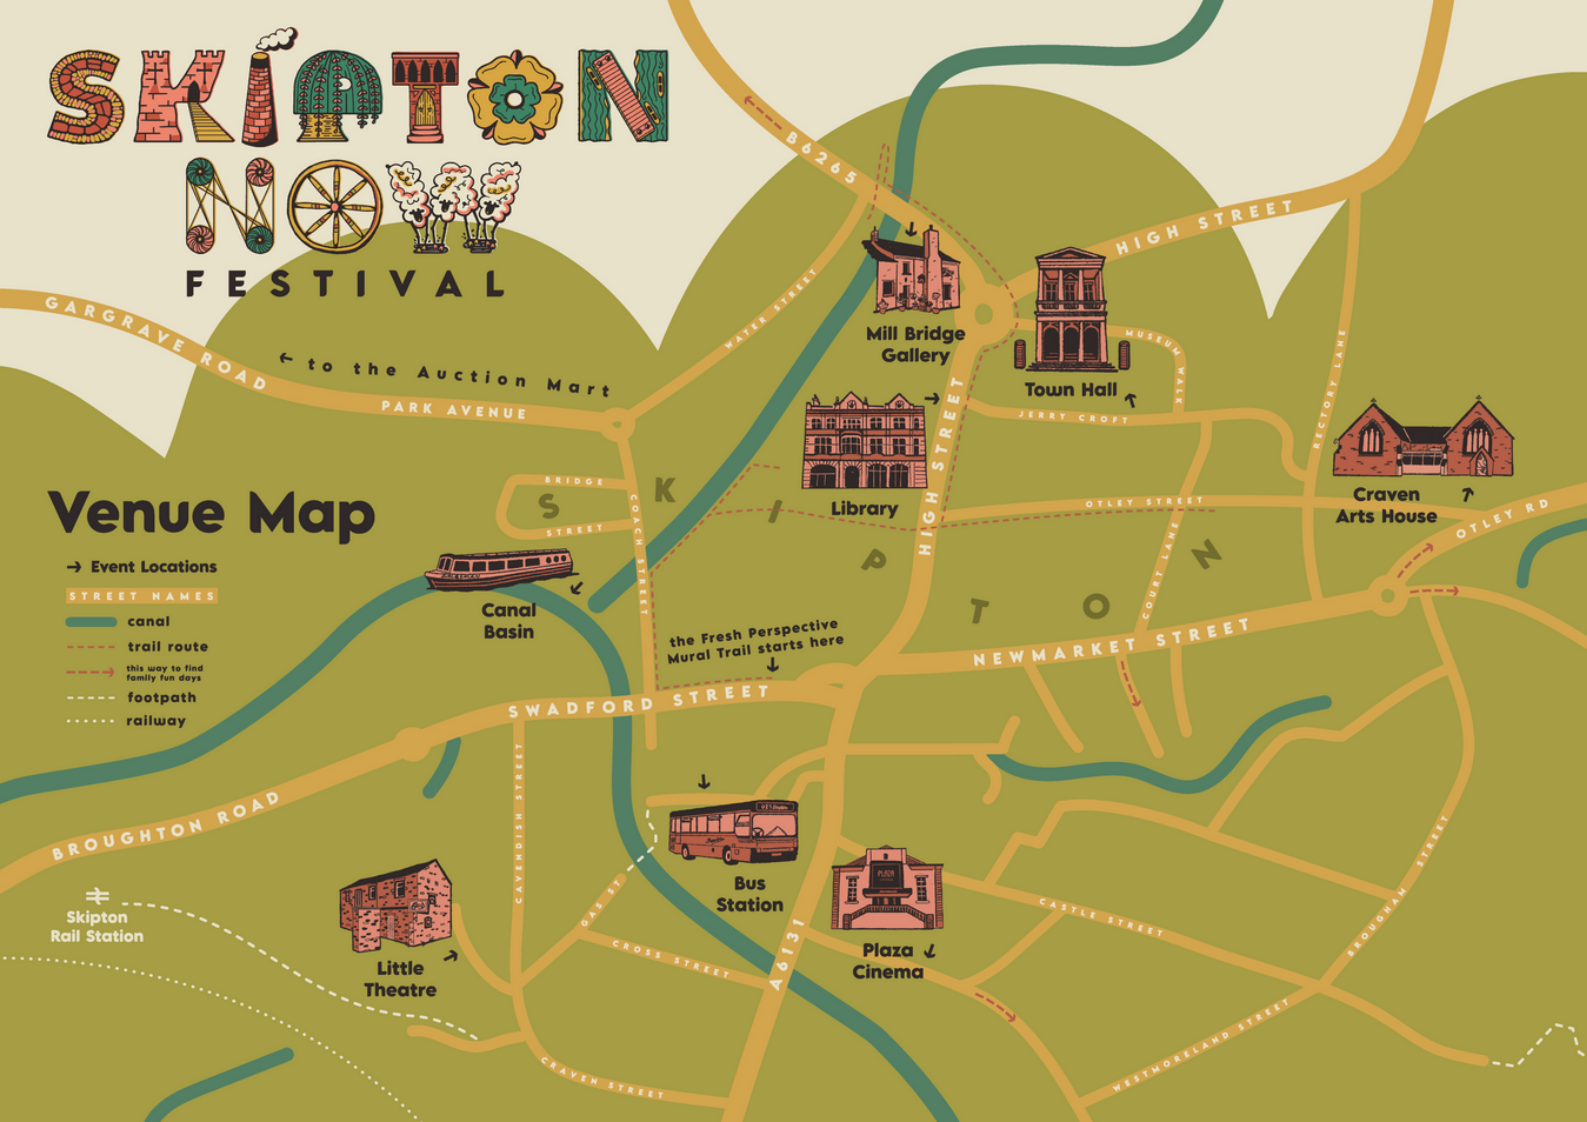 SKIPTON
NOW
FESTIVAL
B6265
HIGH STREET
GARGRAVE ROAD
← to the Auction Mart
PARK AVENUE
WATER STREET
Mill Bridge
Gallery
Town Hall
MUSEUM WALK
JERRY CROFT
RECTORY LANE
HIGH STREET
HIGH STREET
Library
Craven
Arts House
OTLEY STREET
OTLEY RD
Venue Map
→ Event Locations
STREET NAMES
canal
trail route
this way to find
family fun days
footpath
railway
BRIDGE
STREET
COACH STREET
SKIPTON
COURT LANE
Canal
Basin
the Fresh Perspective
Mural Trail starts here
NEWMARKET STREET
SWADFORD STREET
BROUGHTON ROAD
CAVENDISH STREET
PLAZA
Bus
Station
Skipton
Rail Station
Little
Theatre
GAS ST
CROSS STREET
A6131
Plaza
Cinema
CASTLE STREET
BROUGHAM STREET
WESTMORELAND STREET
CRAVEN STREET